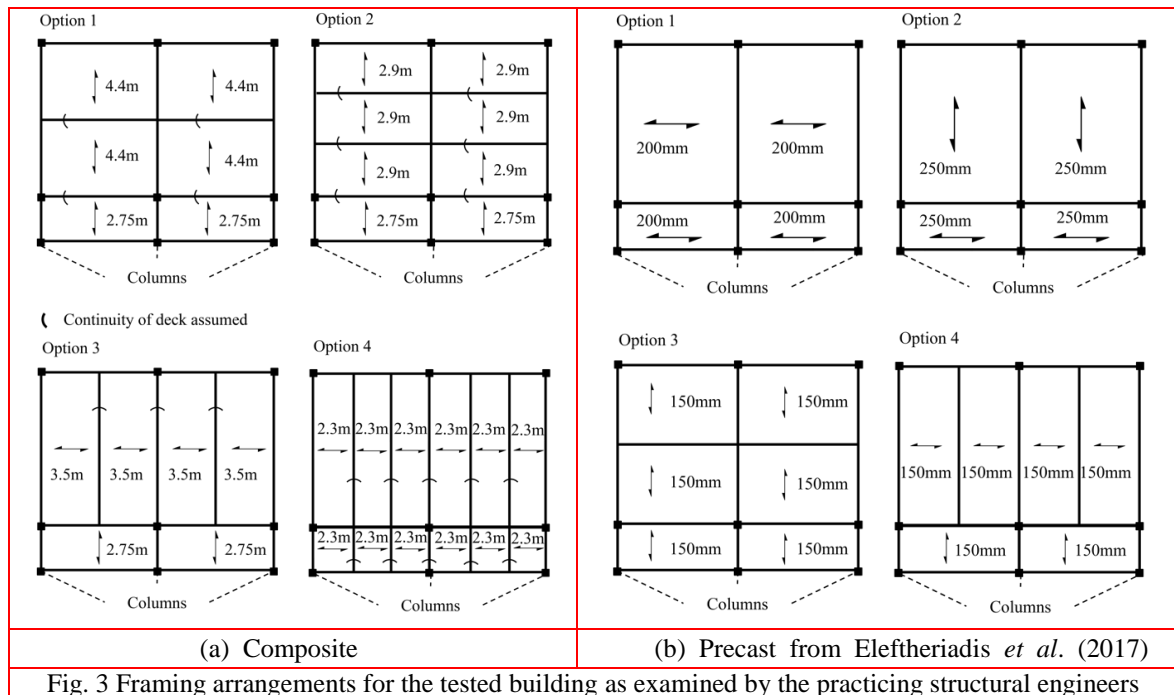 Option 1
Option 2
4.4m 4.4m
4.4m 4.4m
2.75m 2.75m
Columns
2.9m 2.9m
2.9m 2.9m
2.9m 2.9m
2.75m 2.75m
Columns
Continuity of deck assumed
Option 3
Option 4
3.5m 3.5m 3.5m 3.5m
2.75m 2.75m
Columns
2.3m 2.3m 2.3m 2.3m 2.3m 2.3m
2.3m 2.3m 2.3m 2.3m 2.3m 2.3m
Columns
Option 1
Option 2
200mm 200mm
200mm 200mm
Columns
250mm 250mm
250mm 250mm
Columns
Option 3
Option 4
150mm 150mm
150mm 150mm
150mm 150mm
Columns
150mm 150mm 150mm 150mm
150mm 150mm
Columns
(a) Composite
(b) Precast from Eleftheriadis et al. (2017)
Fig. 3 Framing arrangements for the tested building as examined by the practicing structural engineers